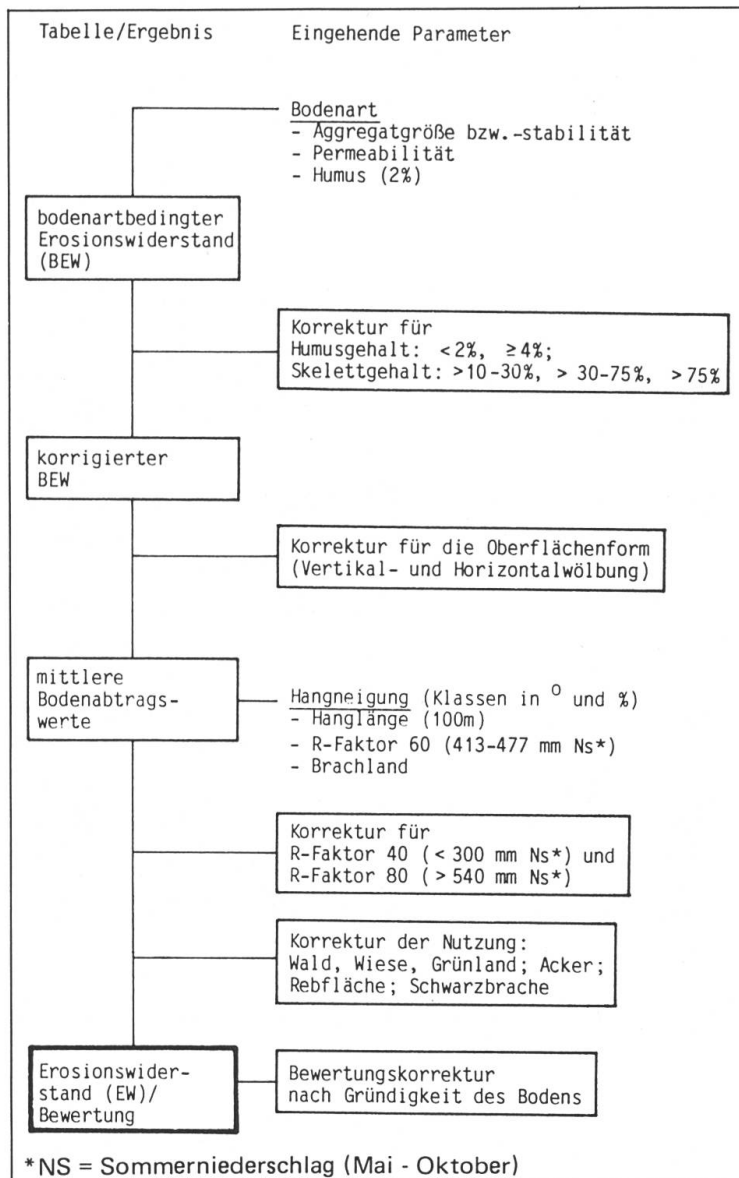 Tabelle/Ergebnis Eingehende Parameter
Bodenart
- Aggregatgröße bzw.-stabilität
- Permeabilität
- Humus (2%)
bodenartbedingter
Erosionswiderstand
(BEW)
Korrektur für
Humusgehalt: <2%, ≥4%;
Skelettgehalt: >10-30%, > 30-75%, >75%
korrigierter
BEW
Korrektur für die Oberflächenform
(Vertikal- und Horizontalwölbung)
mittlere
Bodenabtrags-
werte
Hangneigung (Klassen in ° und %)
- Hanglänge (100m)
- R-Faktor 60 (413-477 mm Ns*)
- Brachland
Korrektur für
R-Faktor 40 (< 300 mm Ns*) und
R-Faktor 80 (> 540 mm Ns*)
Korrektur der Nutzung:
Wald, Wiese, Grünland; Acker;
Rebfläche; Schwarzbrache
Erosionswider-
stand (EW)/
Bewertung
Bewertungskorrektur
nach Gründigkeit des Bodens
*NS = Sommerniederschlag (Mai - Oktober)